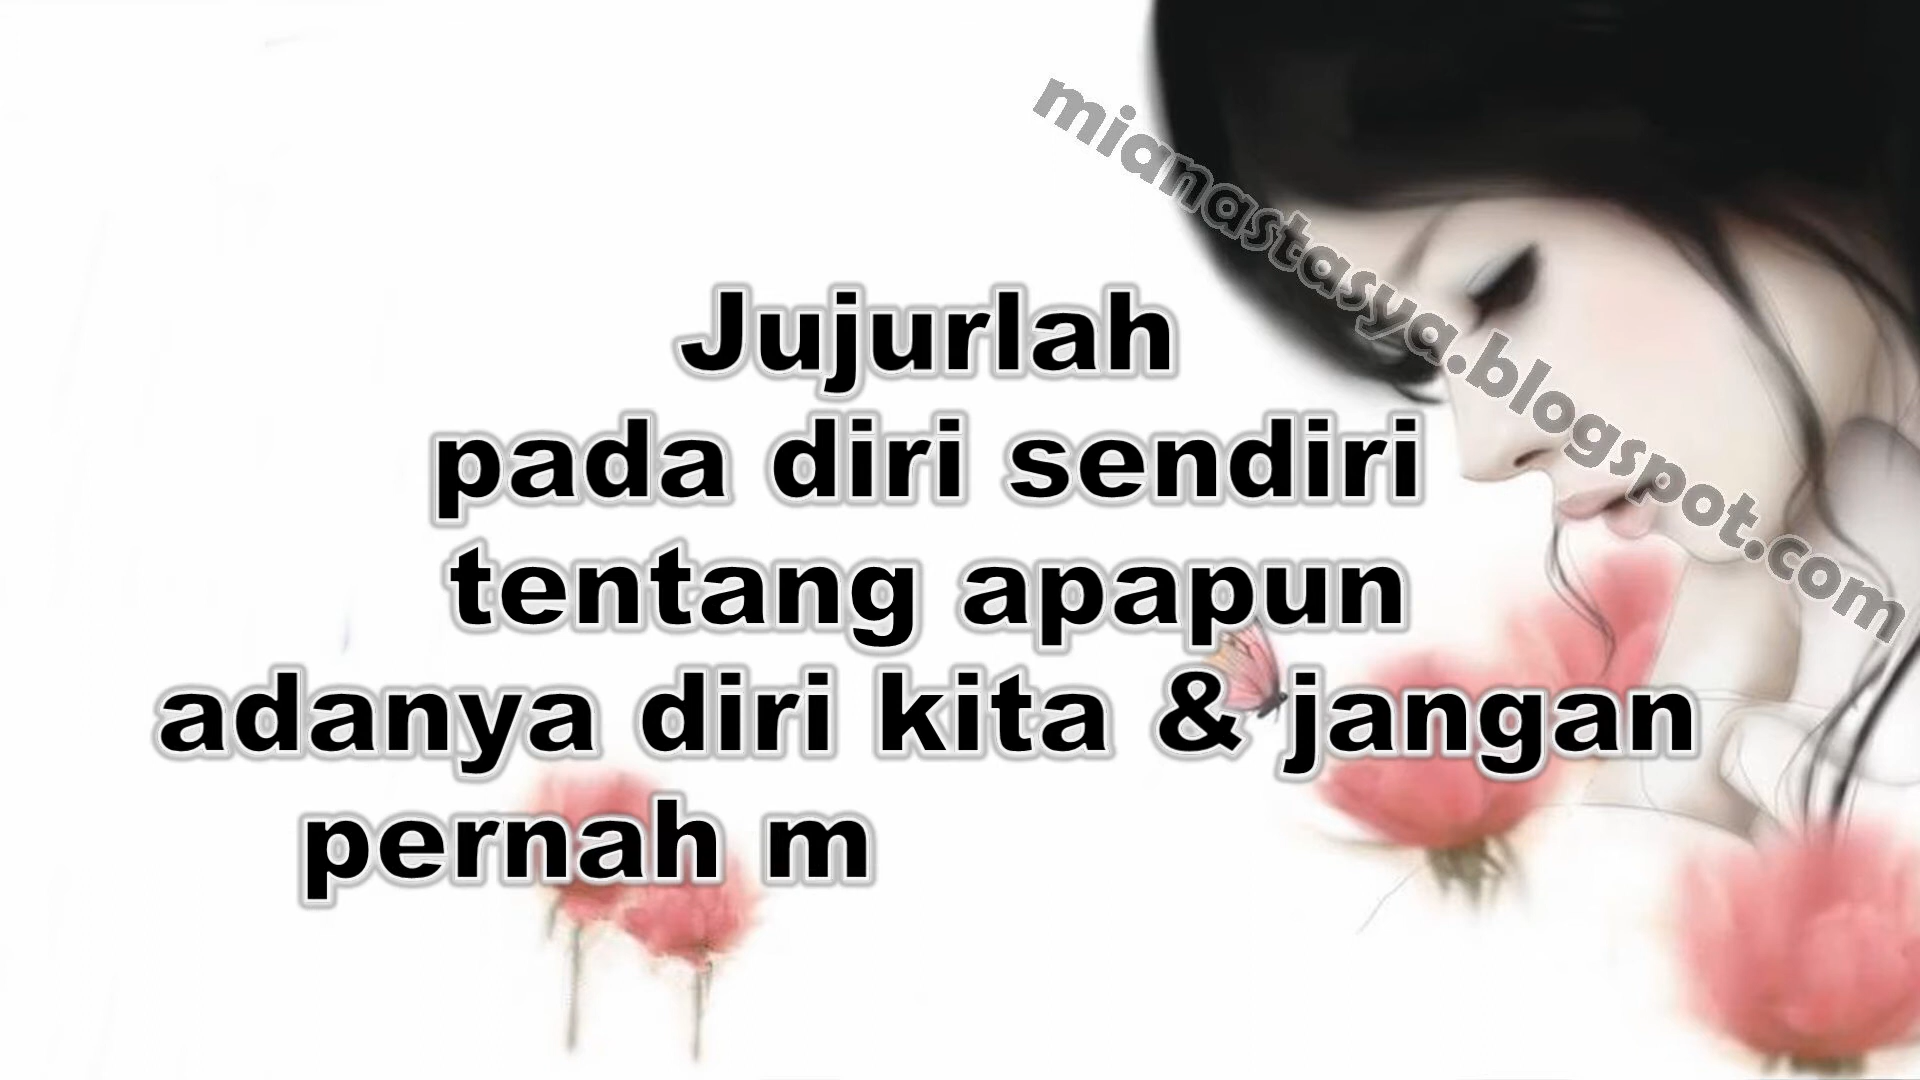 mianastasya.blogspot.com
Jujurlah
pada diri sendiri
tentang apapun
adanya diri kita & jangan
pernah m